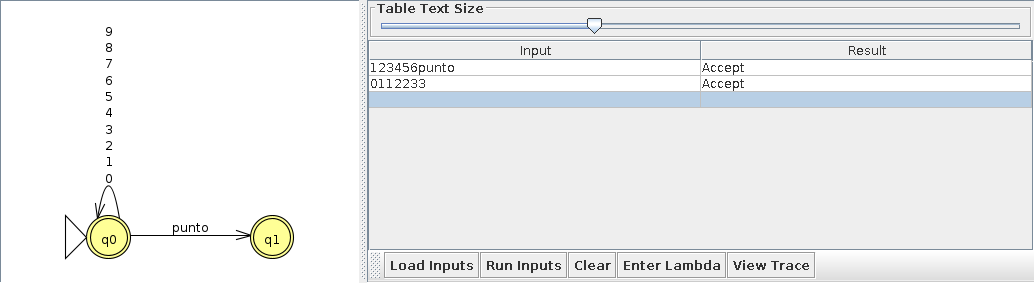 9
8
7
6
5
4
3
2
1
0
q0
punto
q1
Table Text Size
Input Result
123456punto Accept
0112233 Accept
Load Inputs Run Inputs Clear Enter Lambda View Trace